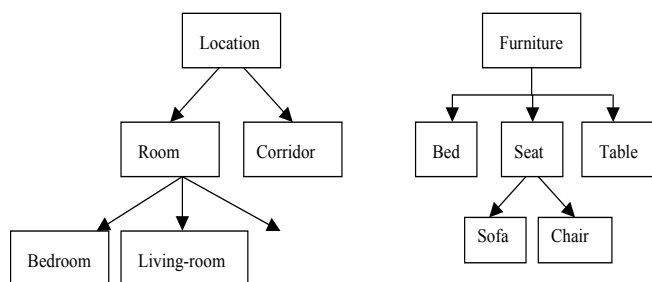 Location
Furniture
Room
Corridor
Bed
Seat
Table
Bedroom
Living-room
Sofa
Chair